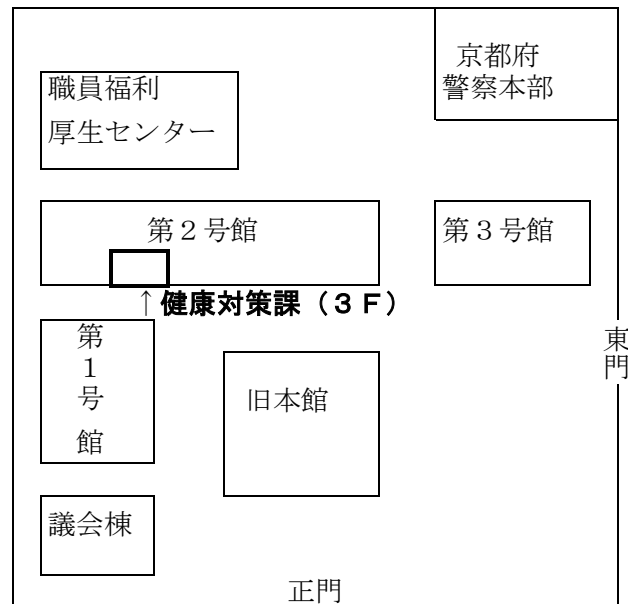 京都府
警察本部
職員福利
厚生センター
第２号館
第３号館
↑健康対策課（３Ｆ）
第１号館
東門
旧本館
議会棟
正門